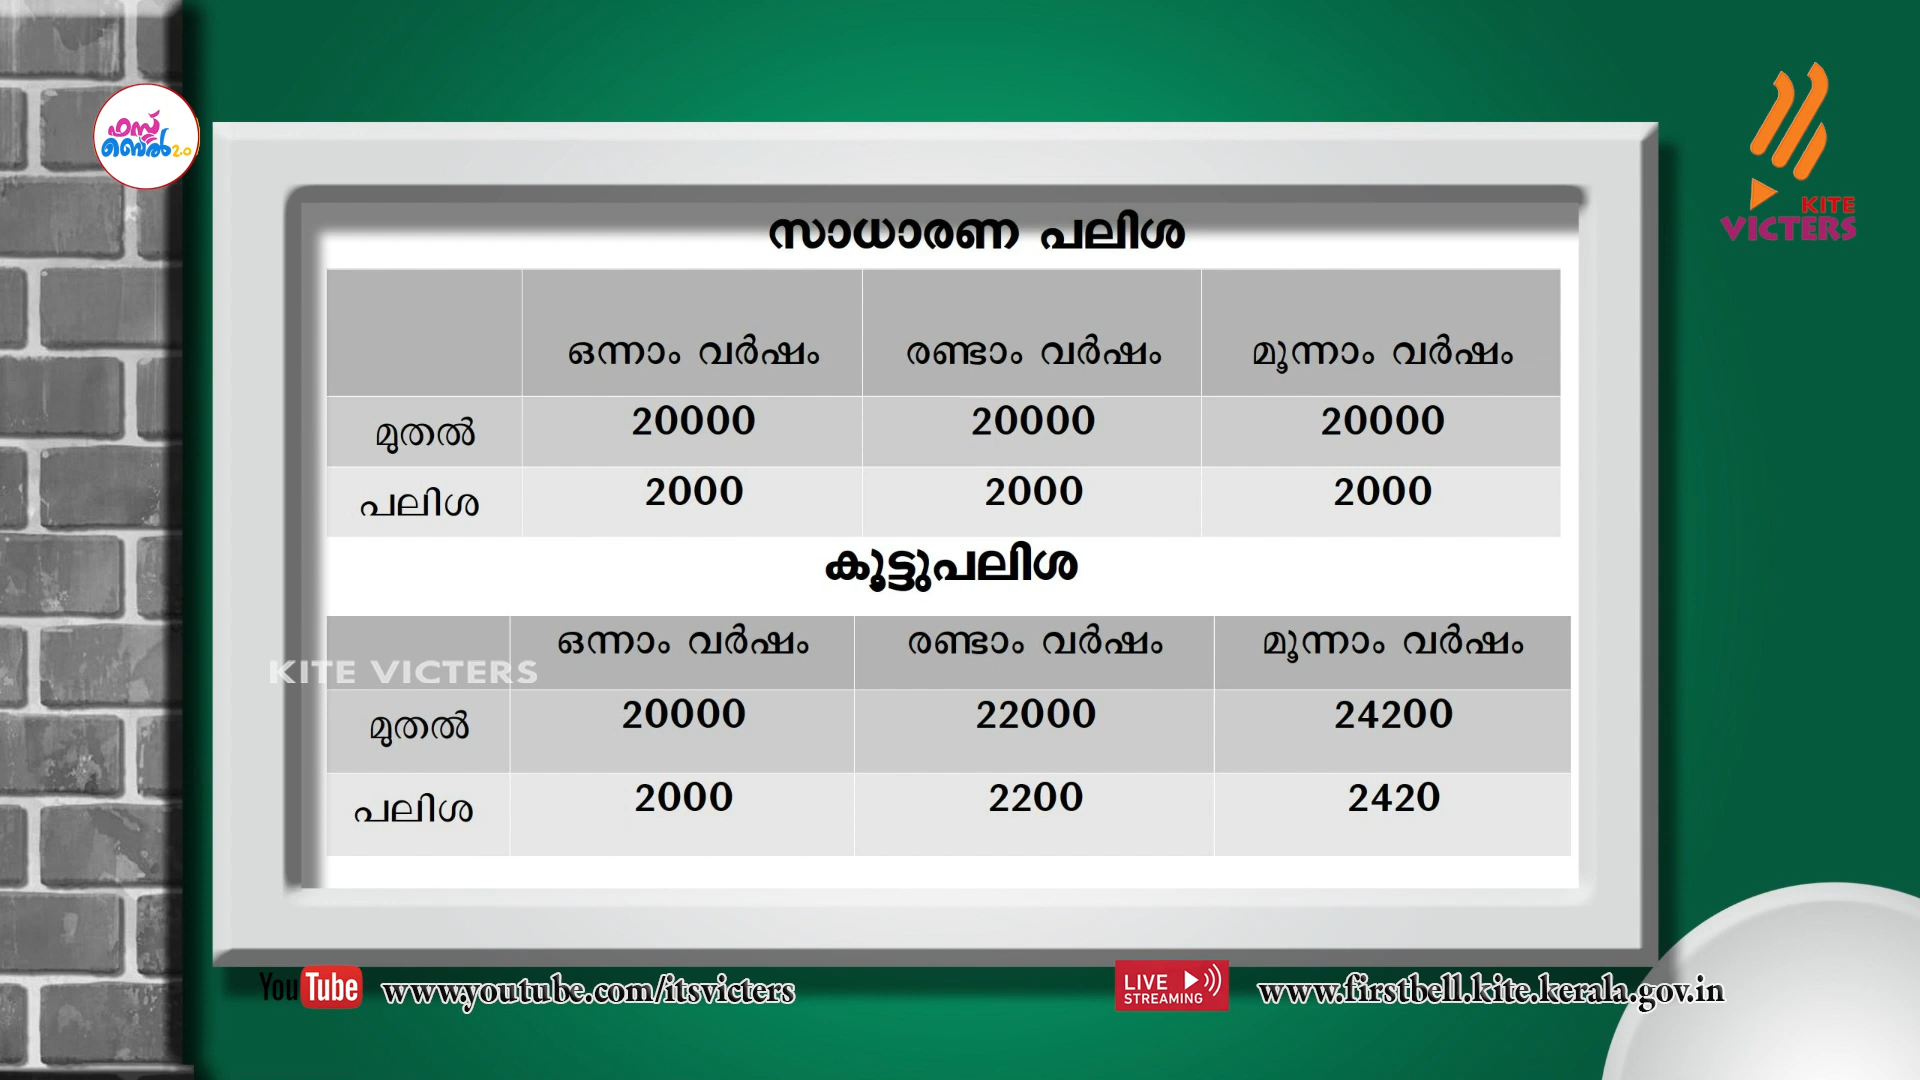 ഫസ്റ്റ്
ബെൽ 2.0
KITE
VICTERS
സാധാരണ പലിശ
ഒന്നാം വർഷം രണ്ടാം വർഷം മൂന്നാം വർഷം
മുതൽ 20000 20000 20000
പലിശ 2000 2000 2000
കൂട്ടുപലിശ
ഒന്നാം വർഷം രണ്ടാം വർഷം മൂന്നാം വർഷം
KITE VICTERS
മുതൽ 20000 22000 24200
പലിശ 2000 2200 2420
YouTube www.youtube.com/itsvicters
LIVE
STREAMING
www.firstbell.kite.kerala.gov.in